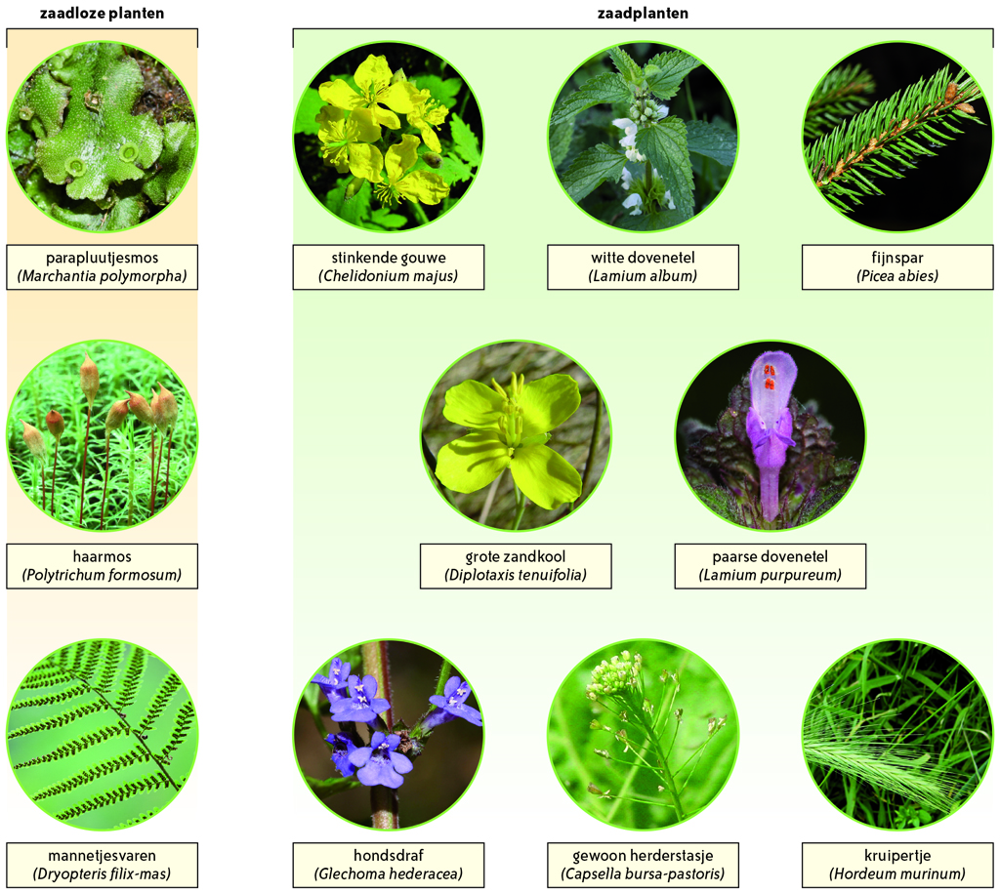 zaadloze planten
zaadplanten
parapluutjesmos
(Marchantia polymorpha)
stinkende gouwe
(Chelidonium majus)
witte dovenetel
(Lamium album)
fijnspar
(Picea abies)
haarmos
(Polytrichum formosum)
grote zandkool
(Diplotaxis tenuifolia)
paarse dovenetel
(Lamium purpureum)
mannetjesvaren
(Dryopteris filix-mas)
hondsdraf
(Glechoma hederacea)
gewoon herderstasje
(Capsella bursa-pastoris)
kruipertje
(Hordeum murinum)